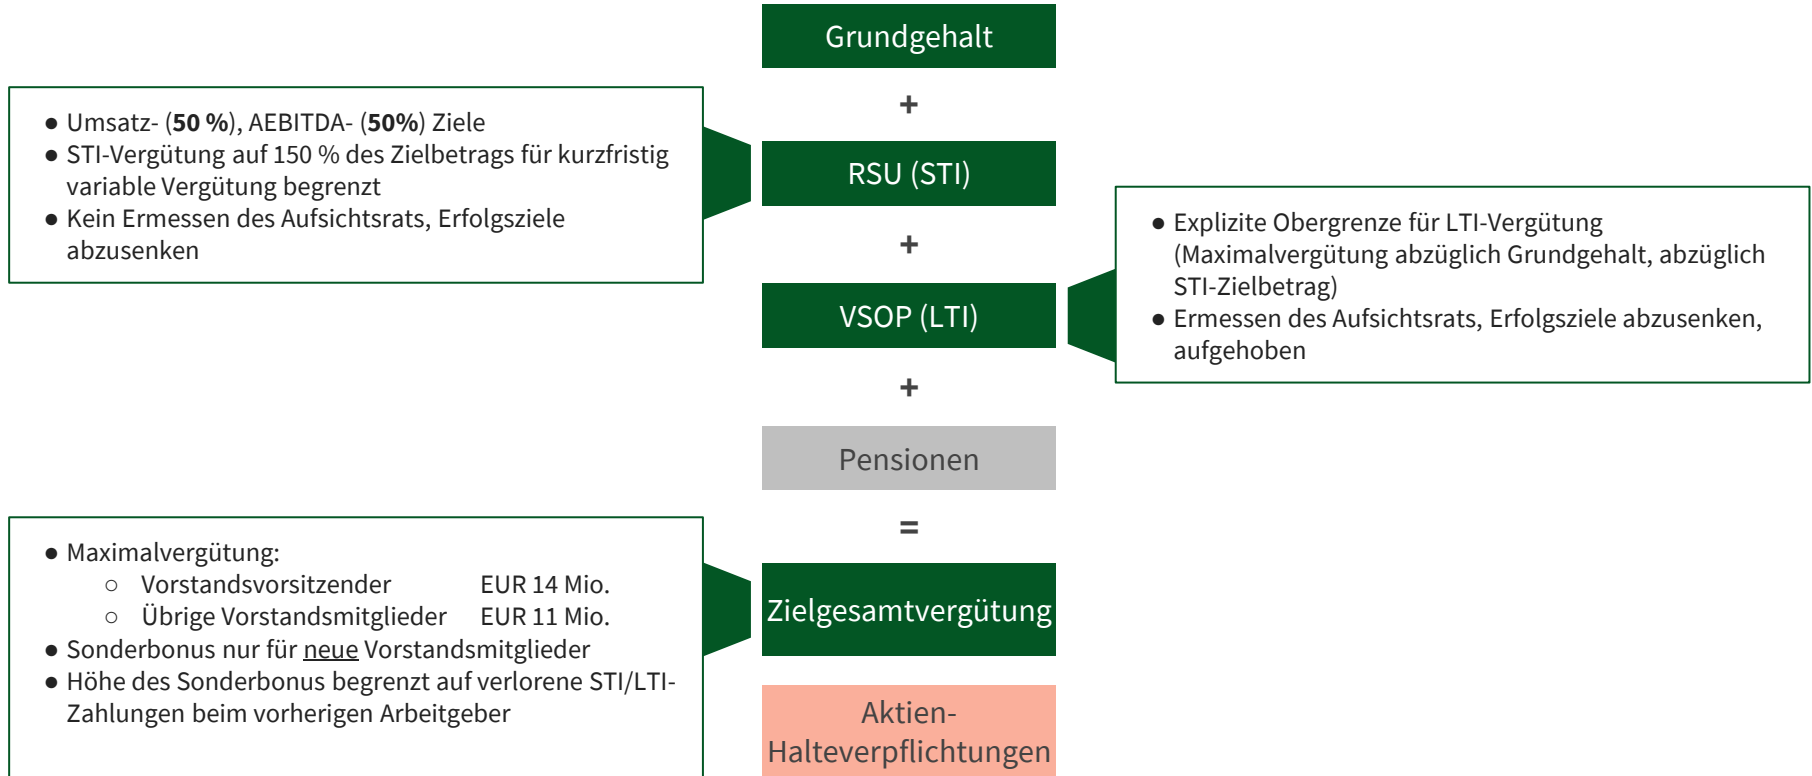 Grundgehalt
+
● Umsatz- (50 %), AEBITDA- (50%) Ziele
● STI-Vergütung auf 150 % des Zielbetrags für kurzfristig
variable Vergütung begrenzt
● Kein Ermessen des Aufsichtsrats, Erfolgsziele
abzusenken
RSU (STI)
+
VSOP (LTI)
● Explizite Obergrenze für LTI-Vergütung
(Maximalvergütung abzüglich Grundgehalt, abzüglich
STI-Zielbetrag)
● Ermessen des Aufsichtsrats, Erfolgsziele abzusenken,
aufgehoben
+
Pensionen
=
● Maximalvergütung:
○ Vorstandsvorsitzender EUR 14 Mio.
○ Übrige Vorstandsmitglieder EUR 11 Mio.
● Sonderbonus nur für neue Vorstandsmitglieder
● Höhe des Sonderbonus begrenzt auf verlorene STI/LTI-
Zahlungen beim vorherigen Arbeitgeber
Zielgesamtvergütung
Aktien-
Halteverpflichtungen